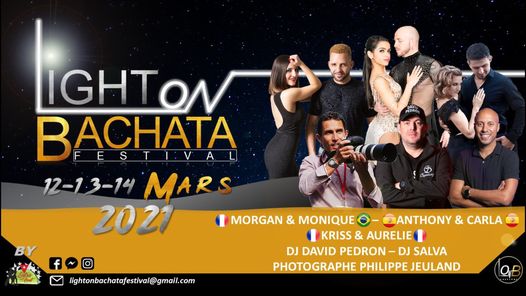 LIGHT ON
BACHATA
FESTIVAL
12-13-14 MARS
2021
MORGAN & MONIQUE – ANTHONY & CARLA
KRISS & AURELIE
DJ DAVID PEDRON – DJ SALVA
PHOTOGRAPHE PHILIPPE JEULAND
BY
lightonbachatafestival@gmail.com
LOB